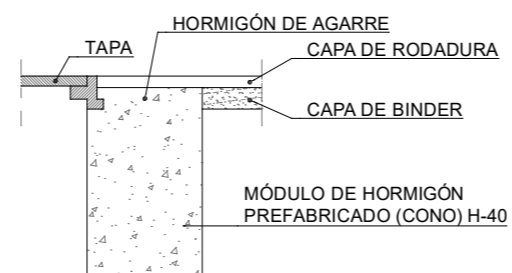 HORMIGÓN DE AGARRE
TAPA
CAPA DE RODADURA
CAPA DE BINDER
MÓDULO DE HORMIGÓN
PREFABRICADO (CONO) H-40